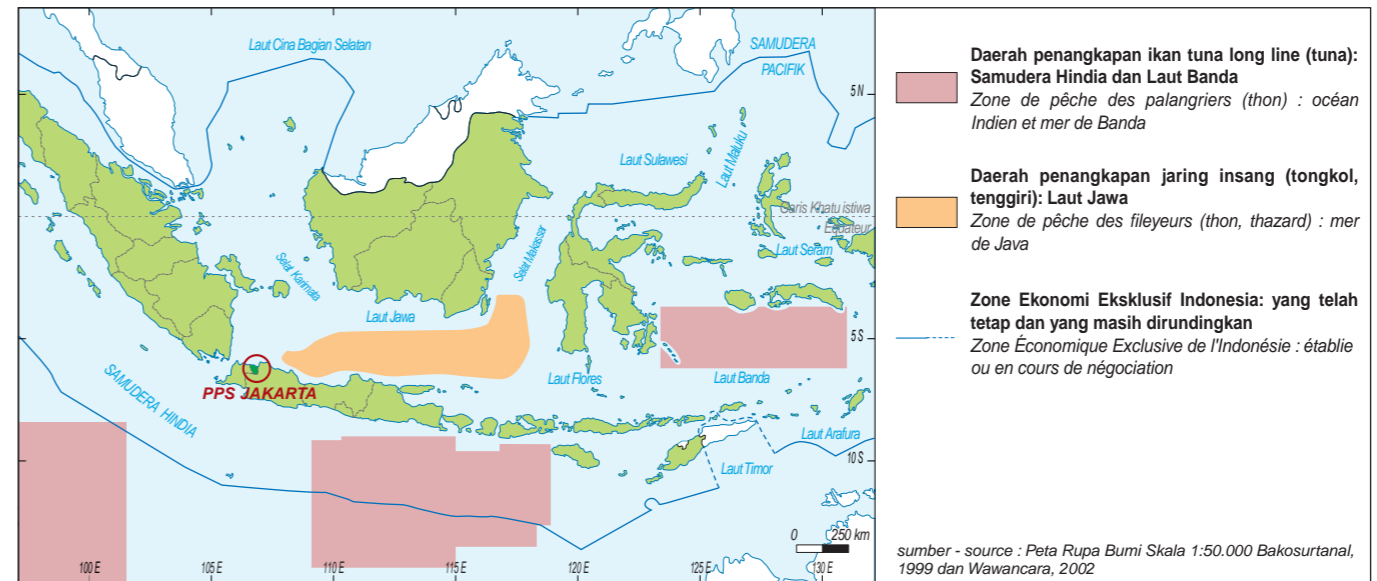 Laut Cina Bagian Selatan
SAMUDERA
PACIFIK
5 N
Laut Sulawesi
Laut Maluku
Garis Khatu istiwa
Equateur
Laut Seram
Selat Makassar
Selat Karimata
Laut Jawa
5 S
PPS JAKARTA
Laut Flores
Laut Banda
SAMUDERA HINDIA
Laut Arafura
10 S
Laut Timor
0 250 km
100 E 105 E 110 E 115 E 120 E 125 E 130 E
Daerah penangkapan ikan tuna long line (tuna):
Samudera Hindia dan Laut Banda
Zone de pêche des palangriers (thon) : océan
Indien et mer de Banda
Daerah penangkapan jaring insang (tongkol,
tenggiri): Laut Jawa
Zone de pêche des fileyeurs (thon, thazard) : mer
de Java
Zone Ekonomi Eksklusif Indonesia: yang telah
tetap dan yang masih dirundingkan
Zone Économique Exclusive de l'Indonésie : établie
ou en cours de négociation
sumber - source : Peta Rupa Bumi Skala 1:50.000 Bakosurtanal,
1999 dan Wawancara, 2002